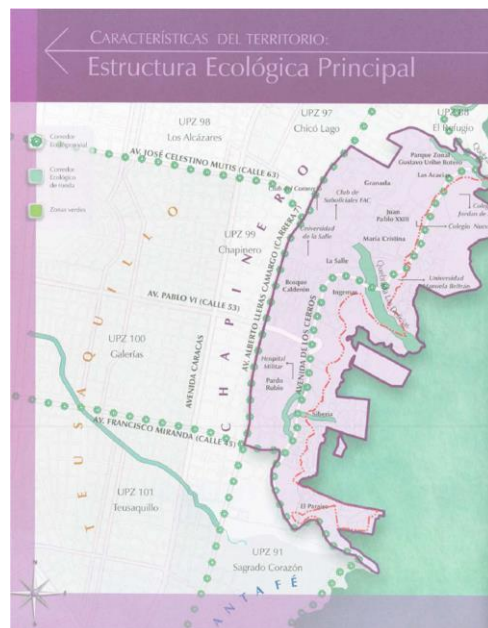 CARACTERÍSTICAS DEL TERRITORIO:
Estructura Ecológica Principal
Corredor
Ecológico vial
Corredor
Ecológico
de ronda
Zonas verdes
UPZ 98
Los Alcázares
UPZ 97
Chicó Lago
El Refugio
AV. JOSÉ CELESTINO MUTIS (CALLE 63)
Parque Zonal
Gustavo Uribe Botero
Las Acacias
Granada
Club de
Suboficiales FAC
Universidad
de la Salle
Juan
Pablo XXIII
Colegio
María Cristina
UPZ 99
Chapinero
La Salle
Universidad
Manuela Beltrán
Bosque
Calderón
Ingemar
AV. PABLO VI (CALLE 53)
AV. ALBERTO LLERAS CAMARGO (CARRERA 7)
AVENIDA DE LOS CERROS
AVENIDA CARACAS
CHAPINERO
TEUSAQUILLO
UPZ 100
Galerías
Hospital
Militar
Pardo
Rubio
Siberia
AV. FRANCISCO MIRANDA (CALLE 45)
UPZ 101
Teusaquillo
El Paraíso
UPZ 91
Sagrado Corazón
ANTAFÉ